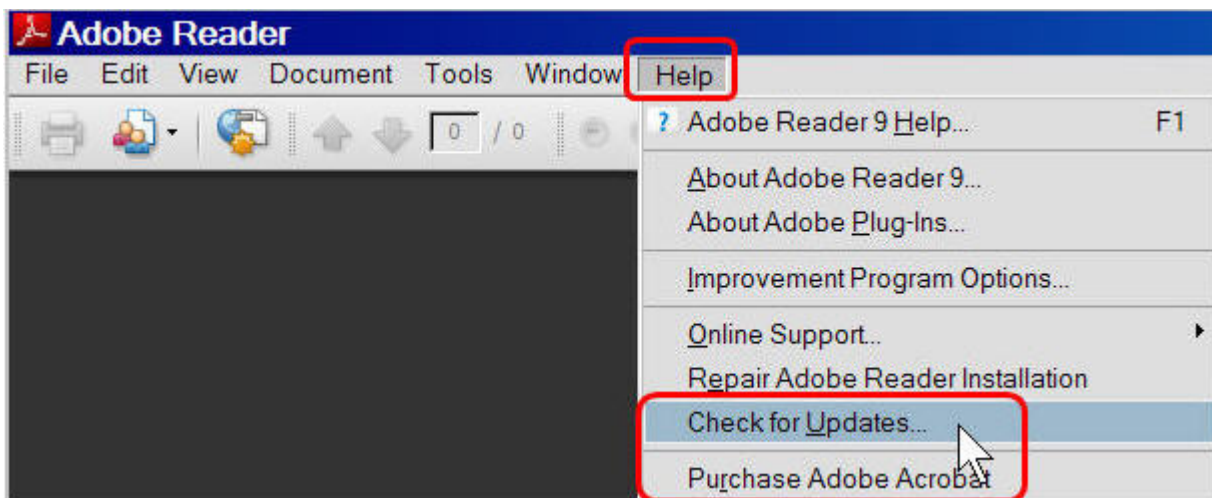 Adobe Reader
File Edit View Document Tools Window Help
0 / 0
? Adobe Reader 9 Help... F1
About Adobe Reader 9...
About Adobe Plug-Ins...
Improvement Program Options...
Online Support...
Repair Adobe Reader Installation
Check for Updates...
Purchase Adobe Acrobat